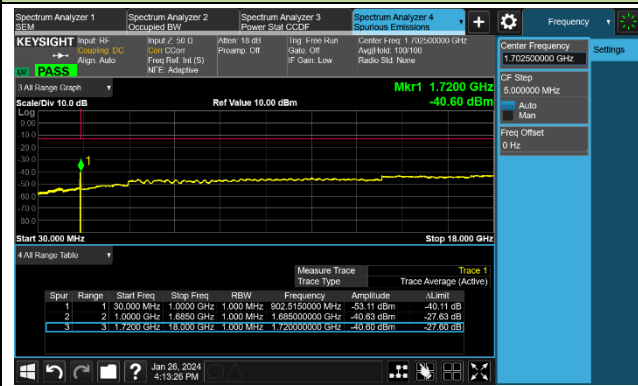 Spectrum Analyzer 1
SEM
Spectrum Analyzer 2
Occupied BW
Spectrum Analyzer 3
Power Stat CCDF
Spectrum Analyzer 4
Spurious Emissions
Frequency
KEYSIGHT
Input: RF
Coupling: DC
Align: Auto
Input Z: 50 Ω
Corr CCorr
Freq Ref: Int (S)
NFE: Adaptive
Atten: 18 dB
Preamp: Off
Trig: Free Run
Gate: Off
IF Gain: Low
Center Freq: 1.702500000 GHz
Avg|Hold: 100/100
Radio Std: None
PASS
Center Frequency
1.702500000 GHz
Settings
CF Step
5.000000 MHz
Auto
Man
Freq Offset
0 Hz
3 All Range Graph
Mkr1 1.7200 GHz
Scale/Div 10.0 dB
Ref Value 10.00 dBm
-40.60 dBm
Log
0.00
-10.0
-20.0
-30.0
-40.0
-50.0
-60.0
-70.0
-80.0
1
Start 30.000 MHz
Stop 18.000 GHz
4 All Range Table
Measure Trace Trace 1
Trace Type Trace Average (Active)
Spur Range Start Freq Stop Freq RBW Frequency Amplitude ΔLimit
1 1 30.000 MHz 1.0000 GHz 1.000 MHz 902.5150000 MHz -53.11 dBm -40.11 dB
2 2 1.0000 GHz 1.6850 GHz 1.000 MHz 1.685000000 GHz -40.63 dBm -27.63 dB
3 3 1.7200 GHz 18.000 GHz 1.000 MHz 1.720000000 GHz -40.60 dBm -27.60 dB
Jan 26, 2024
4:13:26 PM